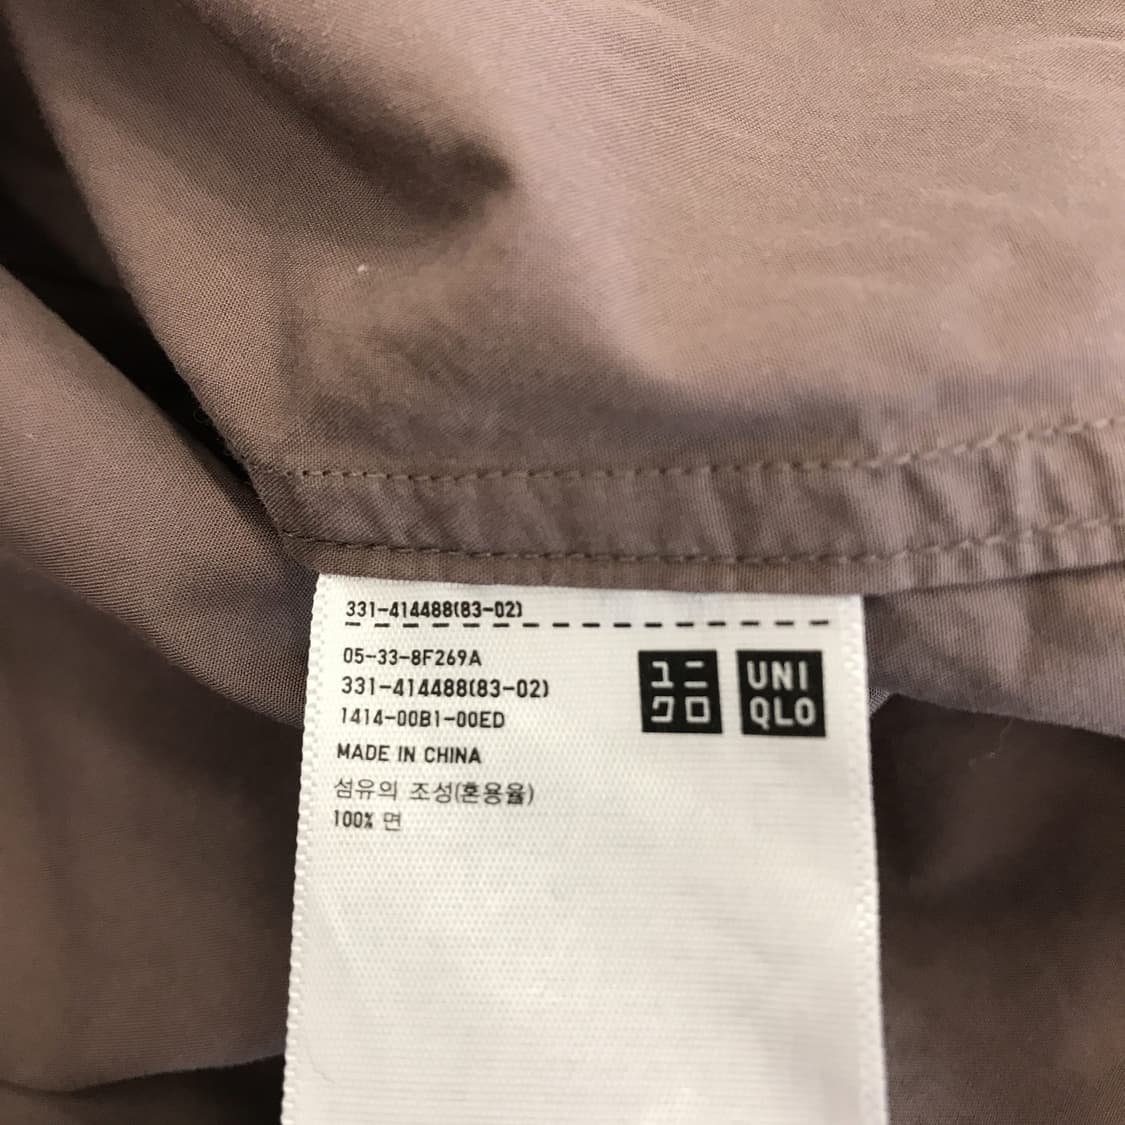 331-414488(83-02)
05-33-8F269A
331-414488(83-02)
1414-00B1-00ED
MADE IN CHINA
섬유의 조성(혼용율)
100% 면
ユニ
クロ
UNI
QLO